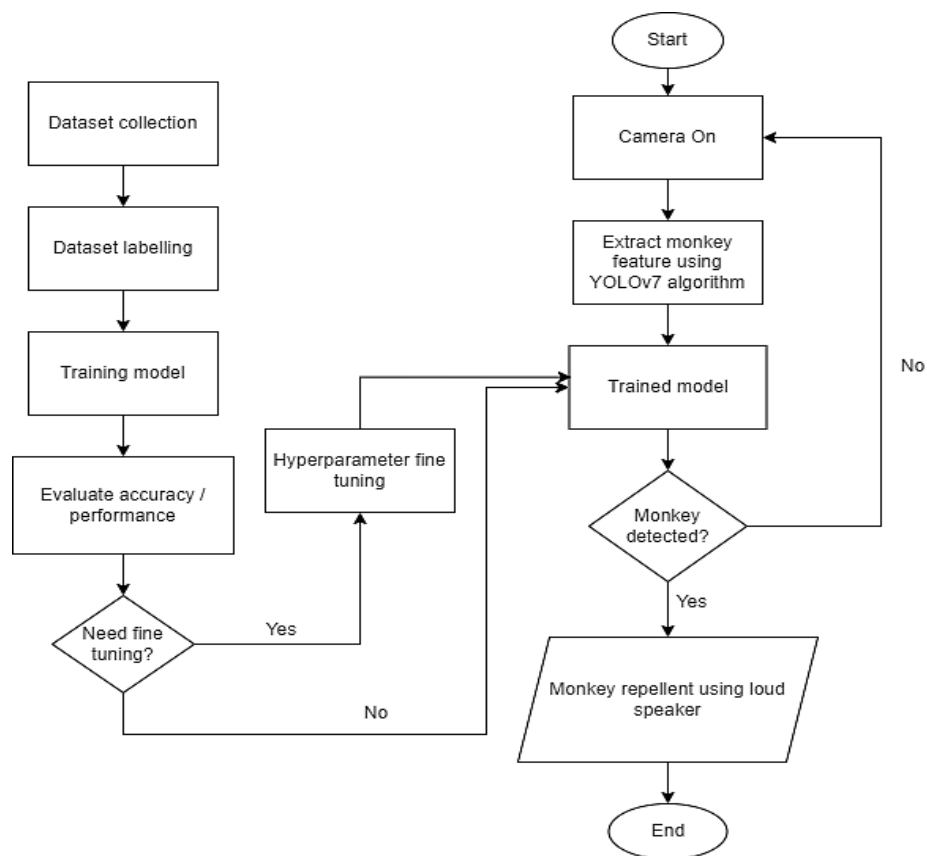 Start
Dataset collection
Camera On
Dataset labelling
Extract monkey
feature using
YOLOv7 algorithm
Training model
Trained model
No
Hyperparameter fine
tuning
Evaluate accuracy /
performance
Monkey
detected?
Yes
Need fine
tuning?
Yes
No
Monkey repellent using loud
speaker
End